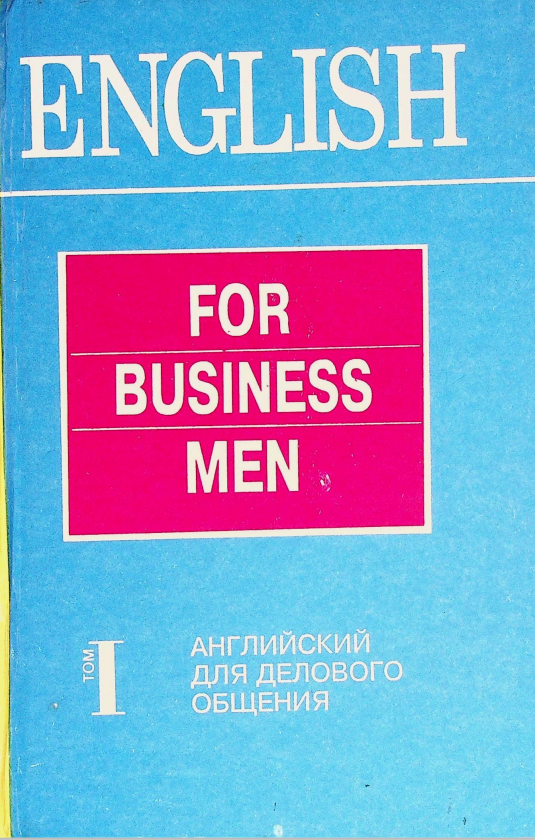 ENGLISH
FOR
BUSINESS
MEN
ТОМ I
АНГЛИЙСКИЙ
ДЛЯ ДЕЛОВОГО
ОБЩЕНИЯ